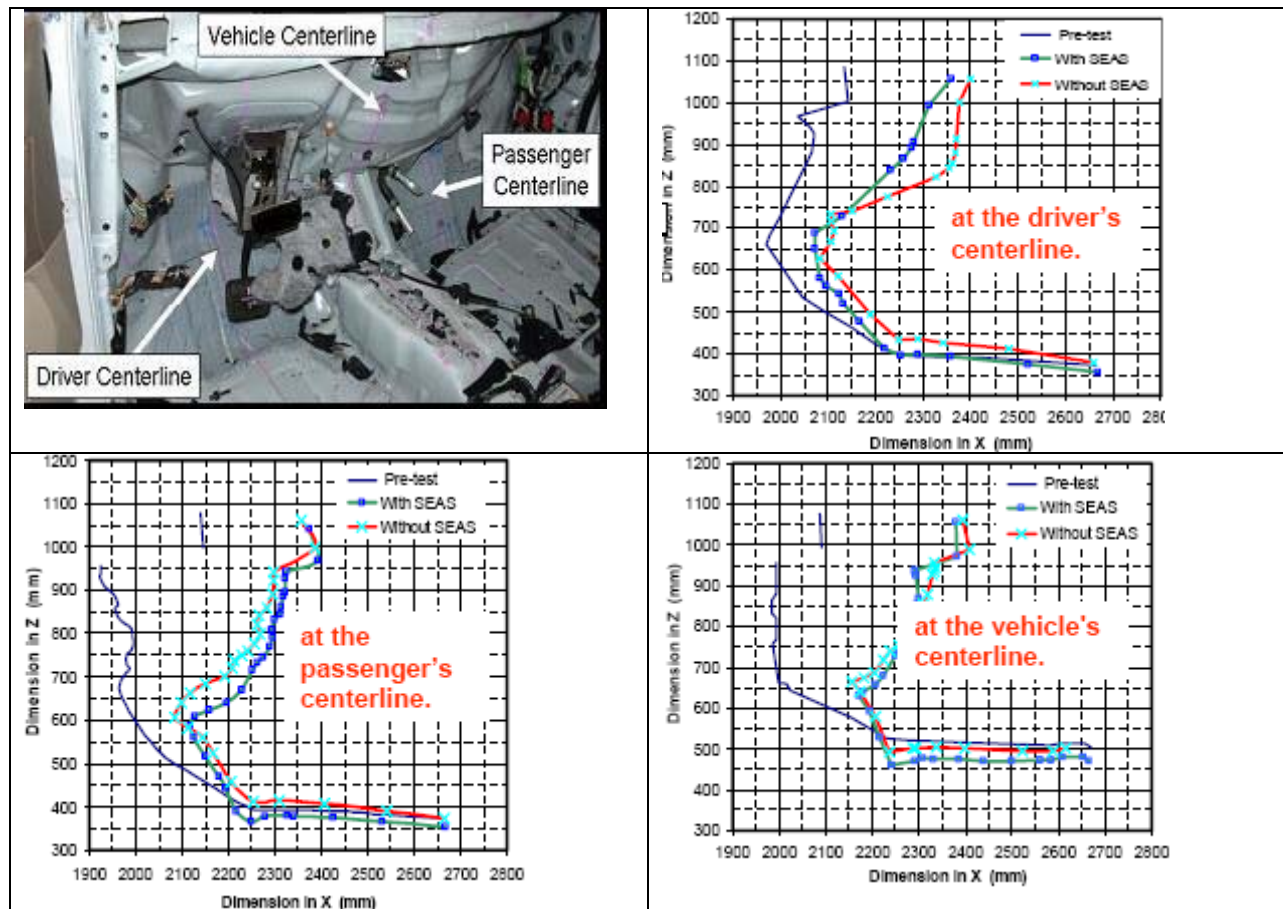 Vehicle Centerline
Passenger
Centerline
Driver Centerline
1200
1100
1000
900
800
700
600
500
400
300
Dimension in Z (mm)
Pre-test
With SEAS
Without SEAS
at the driver's
centerline.
1900 2000 2100 2200 2300 2400 2500 2600 2700 280
Dimension in X (mm)
1200
1100
1000
900
800
700
600
500
400
300
Dimension in Z (mm)
Pre-test
With SEAS
Without SEAS
at the
passenger's
centerline.
1900 2000 2100 2200 2300 2400 2500 2600 2700 2800
Dimension in X (mm)
1200
1100
1000
900
800
700
600
500
400
300
Dimension in Z (mm)
Pre-test
With SEAS
Without SEAS
at the vehicle's
centerline.
1900 2000 2100 2200 2300 2400 2500 2600 2700 2800
Dimension in X (mm)